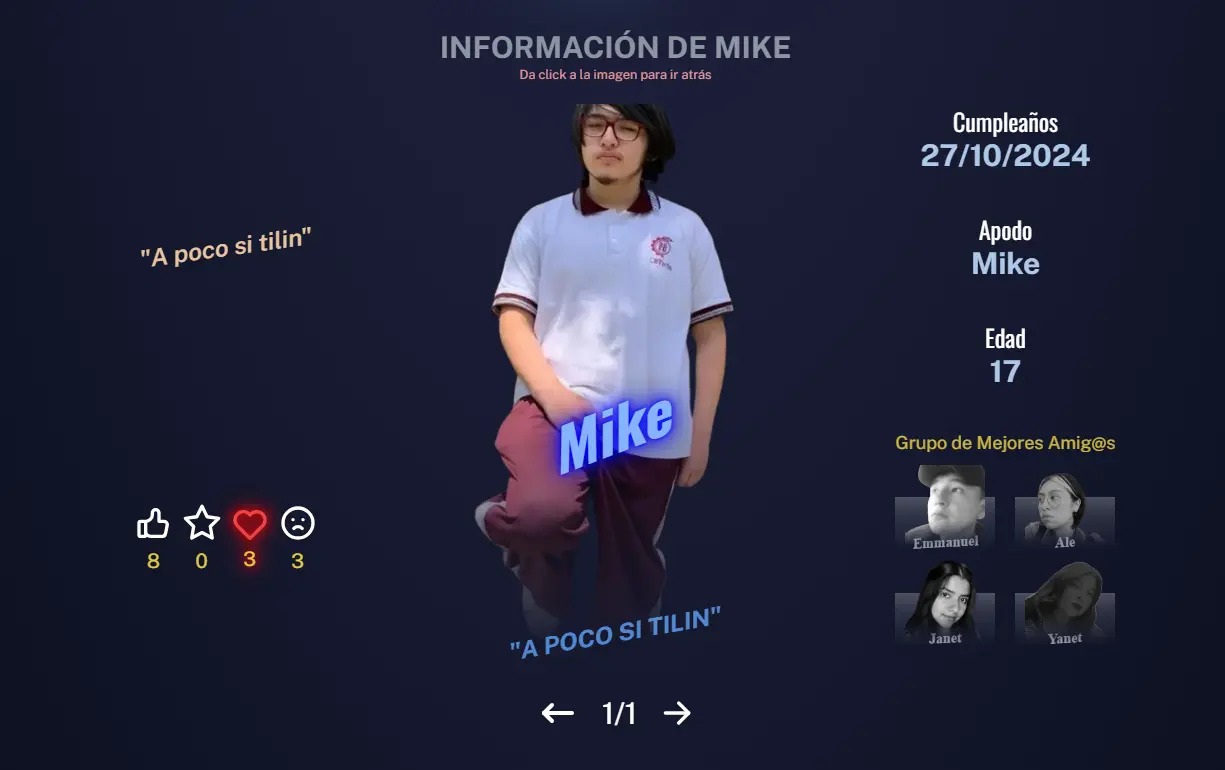 INFORMACIÓN DE MIKE
Da click a la imagen para ir atrás
"A poco si tilin"
8 0 3 3
Mike
"A POCO SI TILIN"
1/1
Cumpleaños
27/10/2024
Apodo
Mike
Edad
17
Grupo de Mejores Amig@s
Emmanuel
Ale
Janet
Yanet